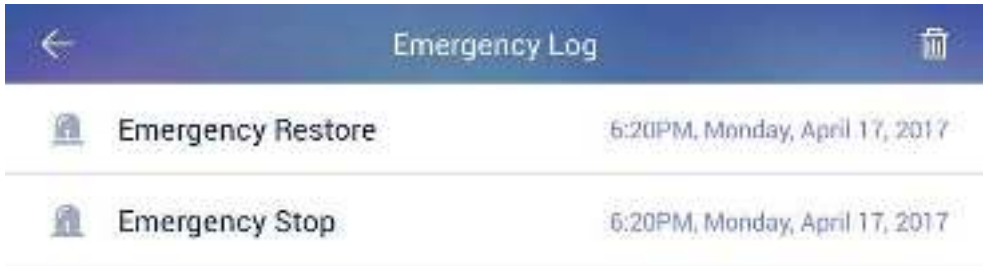 Emergency Log
Emergency Restore 6:20PM, Monday, April 17, 2017
Emergency Stop 6:20PM, Monday, April 17, 2017